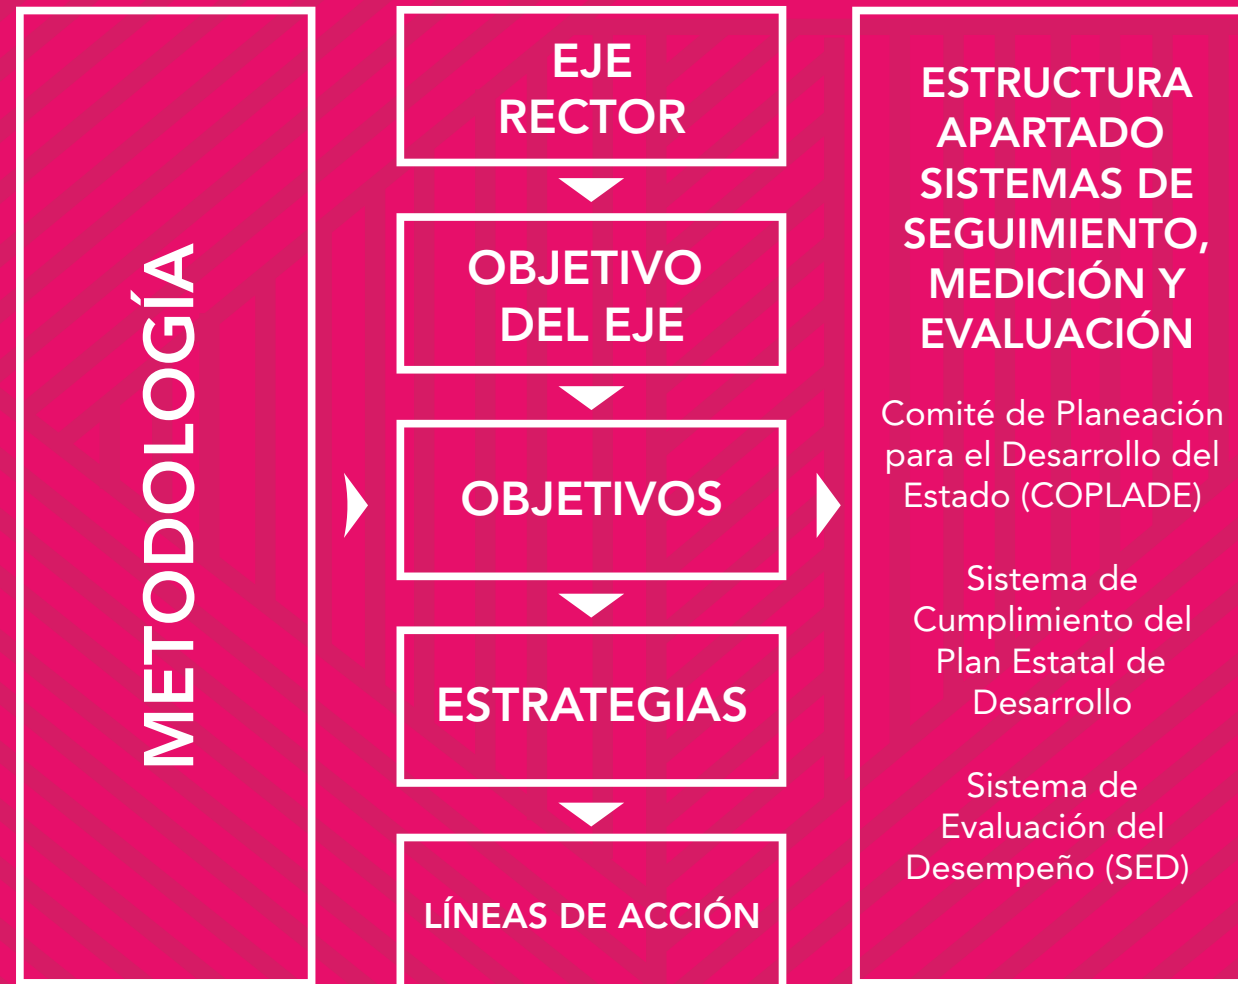 METODOLOGÍA
EJE
RECTOR
OBJETIVO
DEL EJE
OBJETIVOS
ESTRATEGIAS
LÍNEAS DE ACCIÓN
ESTRUCTURA
APARTADO
SISTEMAS DE
SEGUIMIENTO,
MEDICIÓN Y
EVALUACIÓN
Comité de Planeación
para el Desarrollo del
Estado (COPLADE)
Sistema de
Cumplimiento del
Plan Estatal de
Desarrollo
Sistema de
Evaluación del
Desempeño (SED)